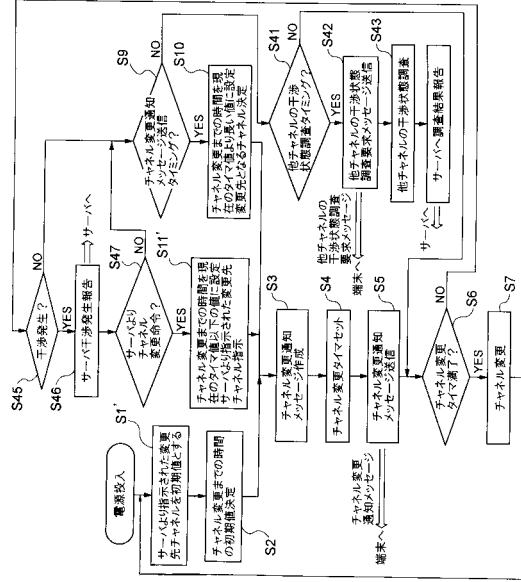 電源投入
S1'
サーバより指示された変更
先チャネルを初期値とする
チャネル変更までの時間
の初期値決定
S2
S45
干渉発生?
NO
YES
S46
サーバ干渉発生報告
サーバへ
S47
サーバより
チャネル
変更命令?
NO
YES
S11'
チャネル変更までの時間を現
在のタイマ値以下の値に設定
サーバより指示された変更先
チャネル指示
S9
チャネル変更通知
メッセージ送信
タイミング?
NO
YES
S10
チャネル変更までの時間を現
在のタイマ値より長い値に設定
変更先となるチャネル決定
S3
チャネル変更通知
メッセージ作成
S4
チャネル変更タイマセット
S5
チャネル変更通知
メッセージ送信
チャネル変更
通知メッセージ
端末へ
S6
チャネル変更
タイマ満了?
NO
YES
S7
チャネル変更
S41
他チャネルの干渉状
態調査タイミング?
NO
YES
S42
他チャネルの干渉状態
調査要求メッセージ送信
他チャネルの
干渉状態調査
要求メッセージ
端末へ
S43
他チャネルの干渉状態調査
サーバへ調査結果報告
サーバへ